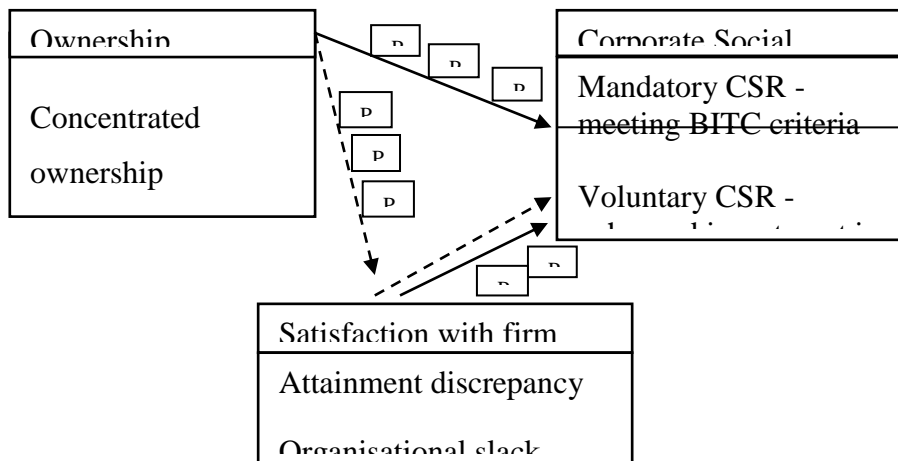 Ownership
Concentrated
ownership
Corporate Social
Mandatory CSR -
meeting BITC criteria
Voluntary CSR -
Satisfaction with firm
Attainment discrepancy
Organisational slack